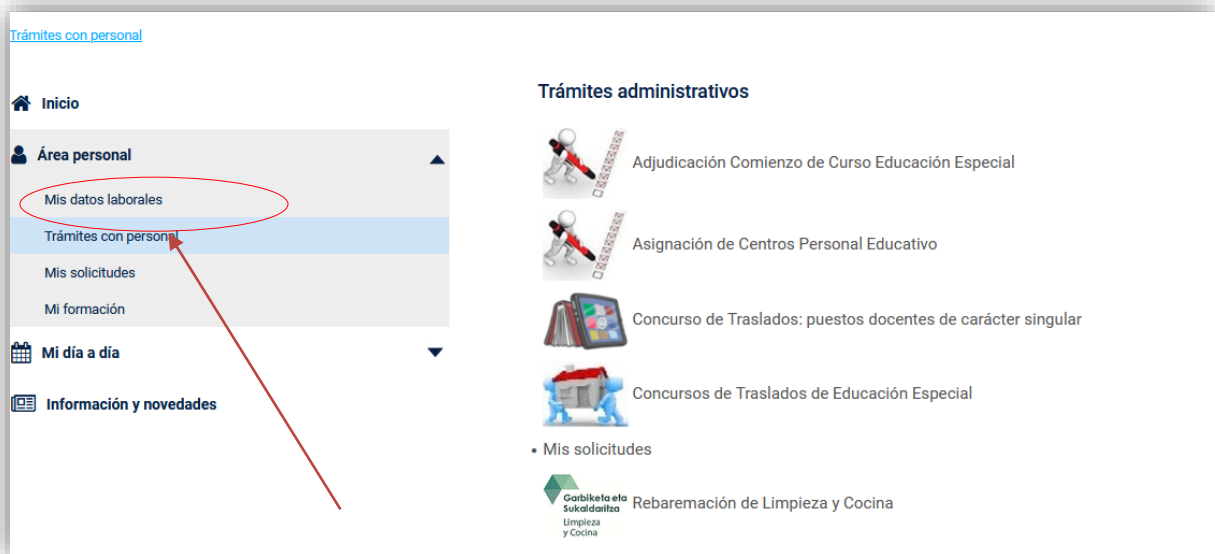 Trámites con personal
Inicio
Área personal
Mis datos laborales
Trámites con personal
Mis solicitudes
Mi formación
Mi día a día
Información y novedades
Trámites administrativos
Adjudicación Comienzo de Curso Educación Especial
Asignación de Centros Personal Educativo
Concurso de Traslados: puestos docentes de carácter singular
Concursos de Traslados de Educación Especial
• Mis solicitudes
Garbiketa eta
Sukaldaritza
Limpieza
y Cocina
Rebaremación de Limpieza y Cocina